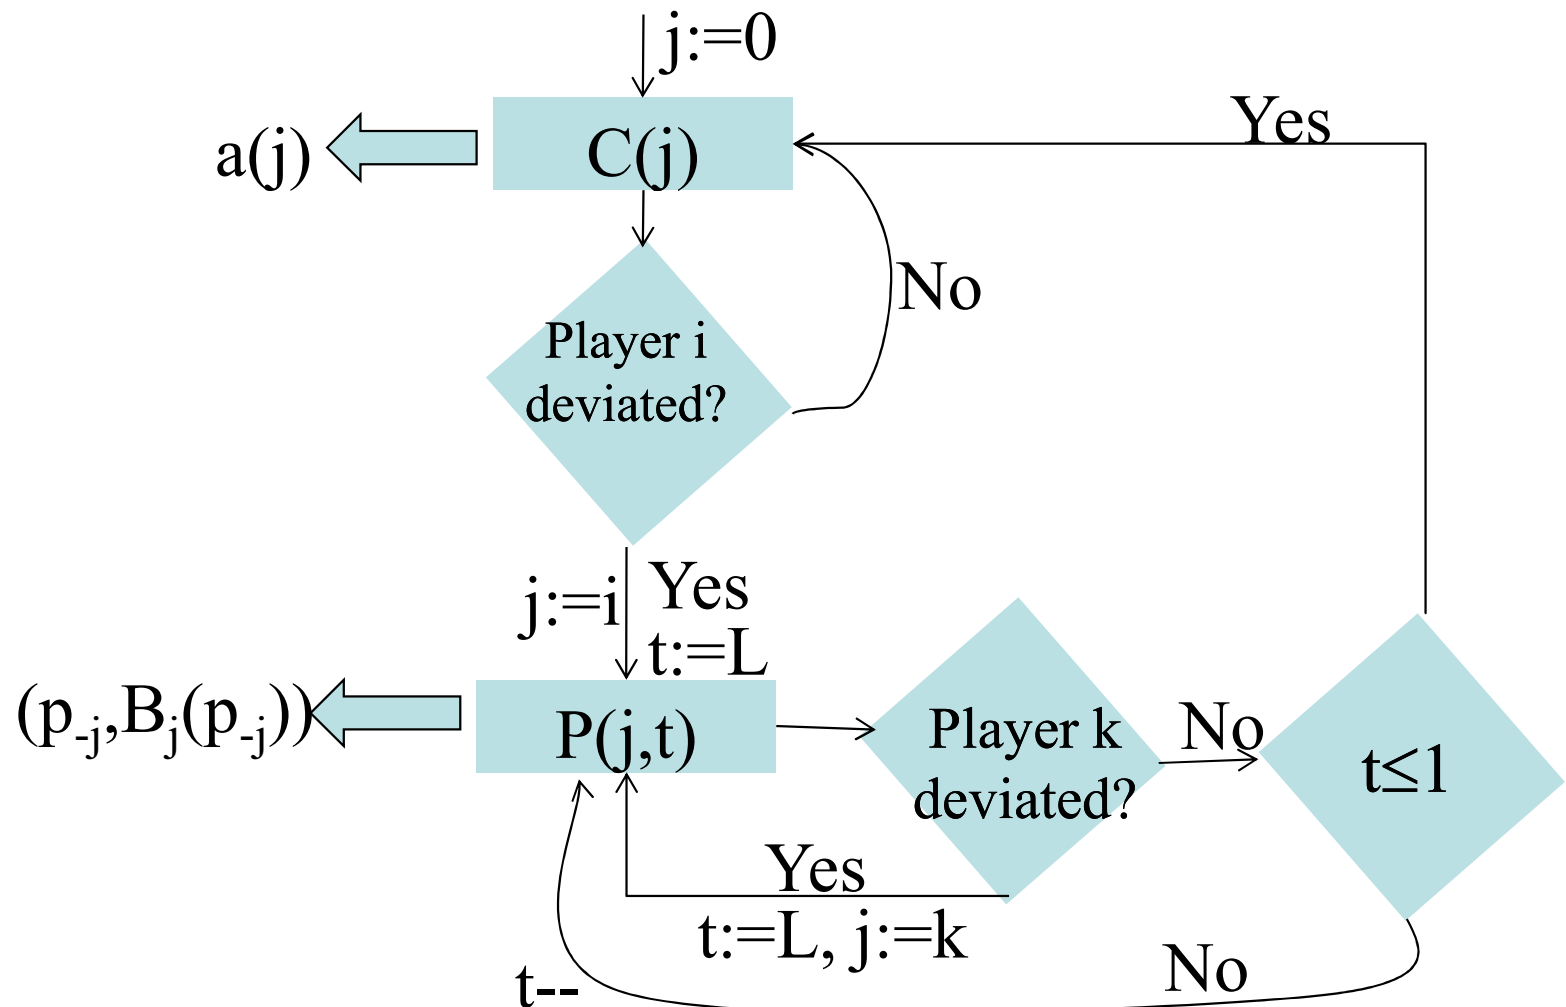 j:=0
Yes
a(j)
C(j)
No
Player i
deviated?
j:=i
Yes
t:=L
(p₋ⱼ,Bⱼ(p₋ⱼ))
P(j,t)
Player k
deviated?
No
t≤1
Yes
t:=L, j:=k
No
t--